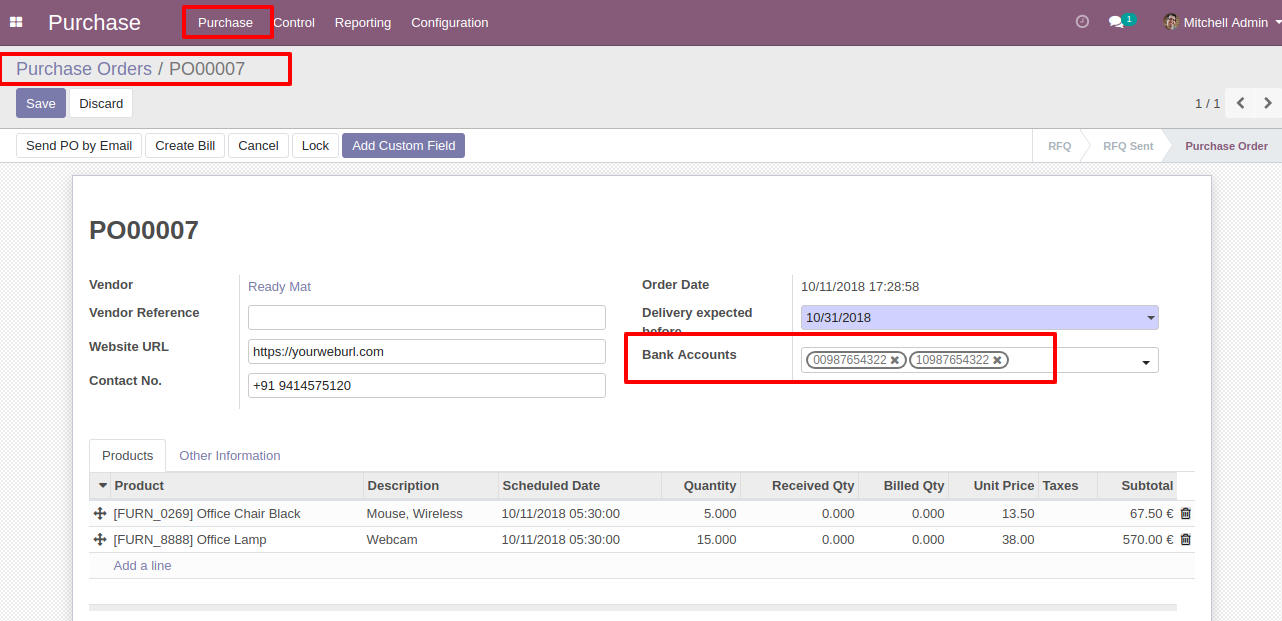 Purchase Purchase Control Reporting Configuration 1 Mitchell Admin
Purchase Orders / PO00007
Save Discard 1 / 1
Send PO by Email Create Bill Cancel Lock Add Custom Field RFQ RFQ Sent Purchase Order
PO00007
Vendor Ready Mat Order Date 10/11/2018 17:28:58
Vendor Reference Delivery expected before 10/31/2018
Website URL https://yourweburl.com Bank Accounts 00987654322 10987654322
Contact No. +91 9414575120
Products Other Information
Product Description Scheduled Date Quantity Received Qty Billed Qty Unit Price Taxes Subtotal
[FURN_0269] Office Chair Black Mouse, Wireless 10/11/2018 05:30:00 5.000 0.000 0.000 13.50 67.50 €
[FURN_8888] Office Lamp Webcam 10/11/2018 05:30:00 15.000 0.000 0.000 38.00 570.00 €
Add a line